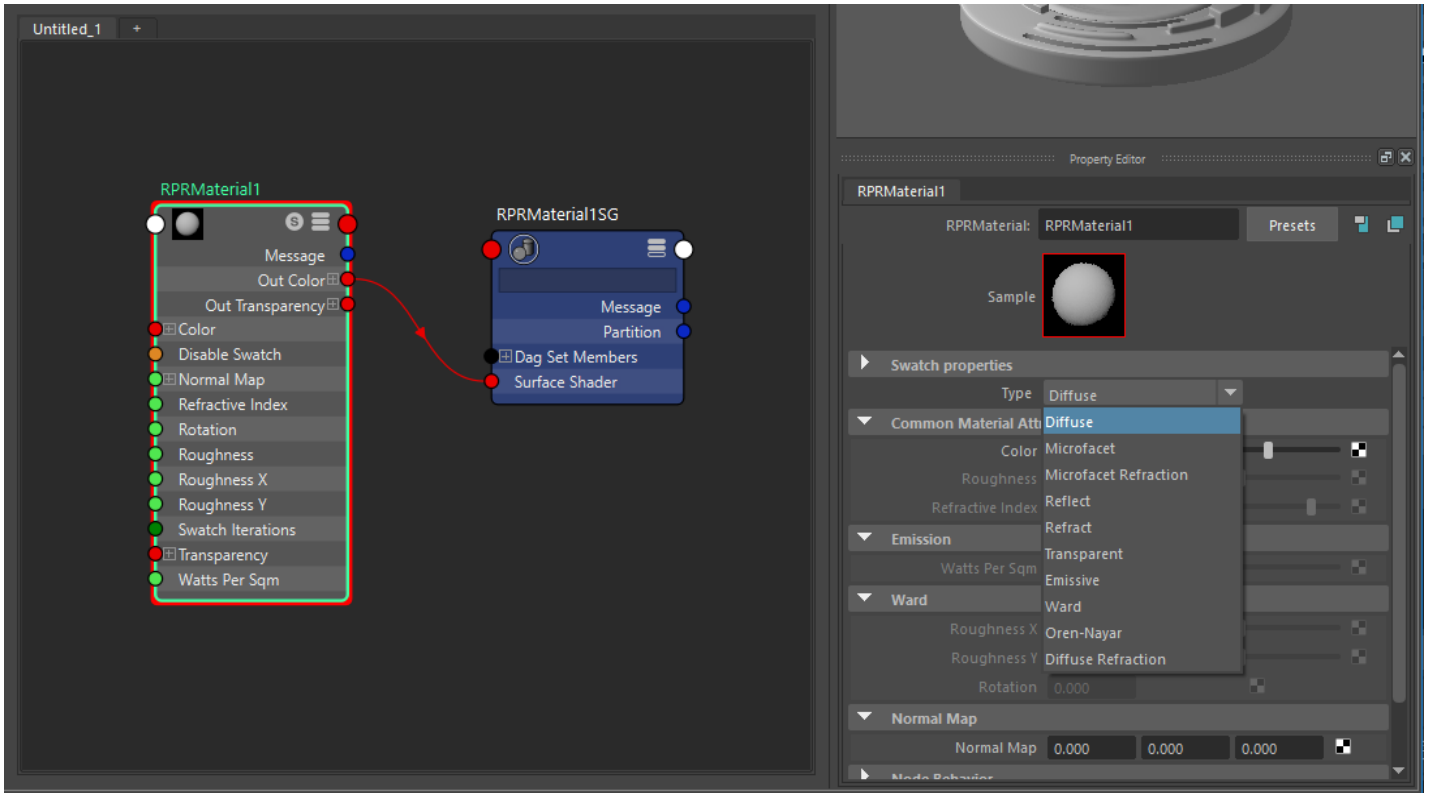 Untitled_1 +
RPRMaterial1
S
Message
Out Color
Out Transparency
Color
Disable Swatch
Normal Map
Refractive Index
Rotation
Roughness
Roughness X
Roughness Y
Swatch Iterations
Transparency
Watts Per Sqm
RPRMaterial1SG
Message
Partition
Dag Set Members
Surface Shader
Property Editor
RPRMaterial1
RPRMaterial: RPRMaterial1 Presets
Sample
Swatch properties
Type Diffuse
Common Material Att
Color
Roughness
Refractive Index
Emission
Watts Per Sqm
Ward
Roughness X
Roughness Y
Rotation 0.000
Diffuse
Microfacet
Microfacet Refraction
Reflect
Refract
Transparent
Emissive
Ward
Oren-Nayar
Diffuse Refraction
Normal Map
Normal Map 0.000 0.000 0.000
Node Behavior